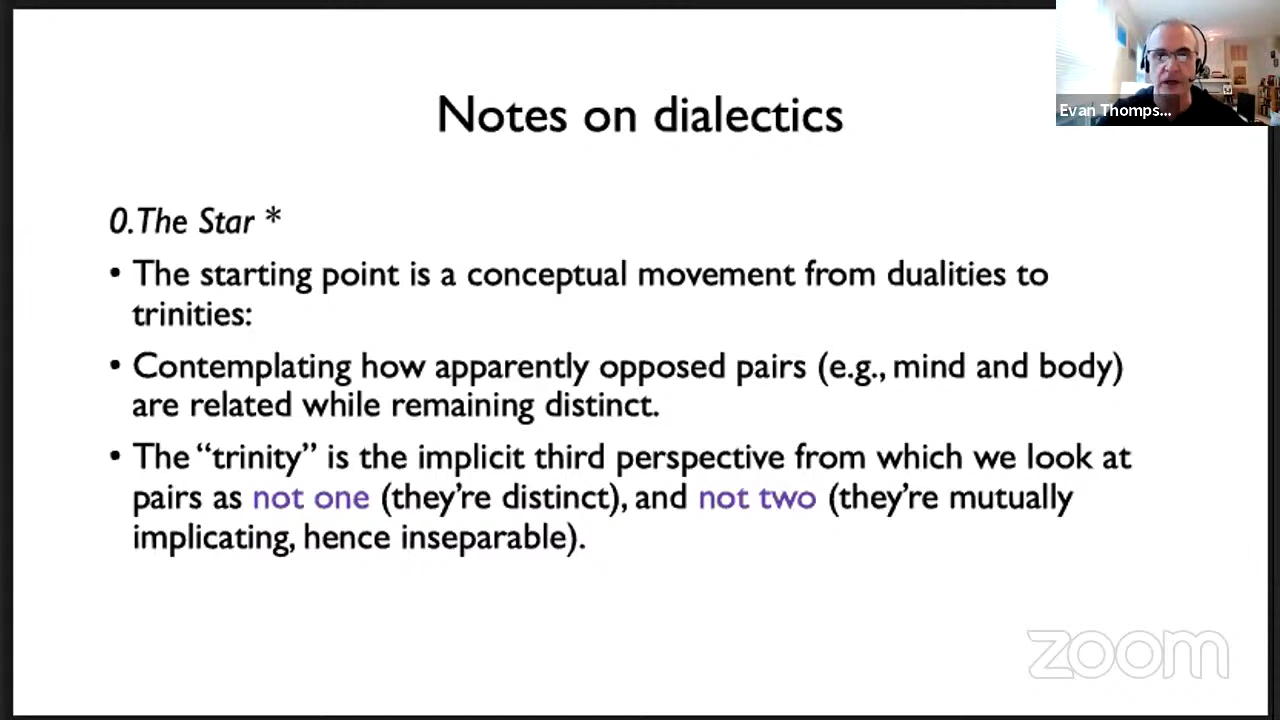 Evan Thomps...
Notes on dialectics
0. The Star *
• The starting point is a conceptual movement from dualities to
trinities:
• Contemplating how apparently opposed pairs (e.g., mind and body)
are related while remaining distinct.
• The “trinity” is the implicit third perspective from which we look at
pairs as not one (they’re distinct), and not two (they’re mutually
implicating, hence inseparable).
zoom